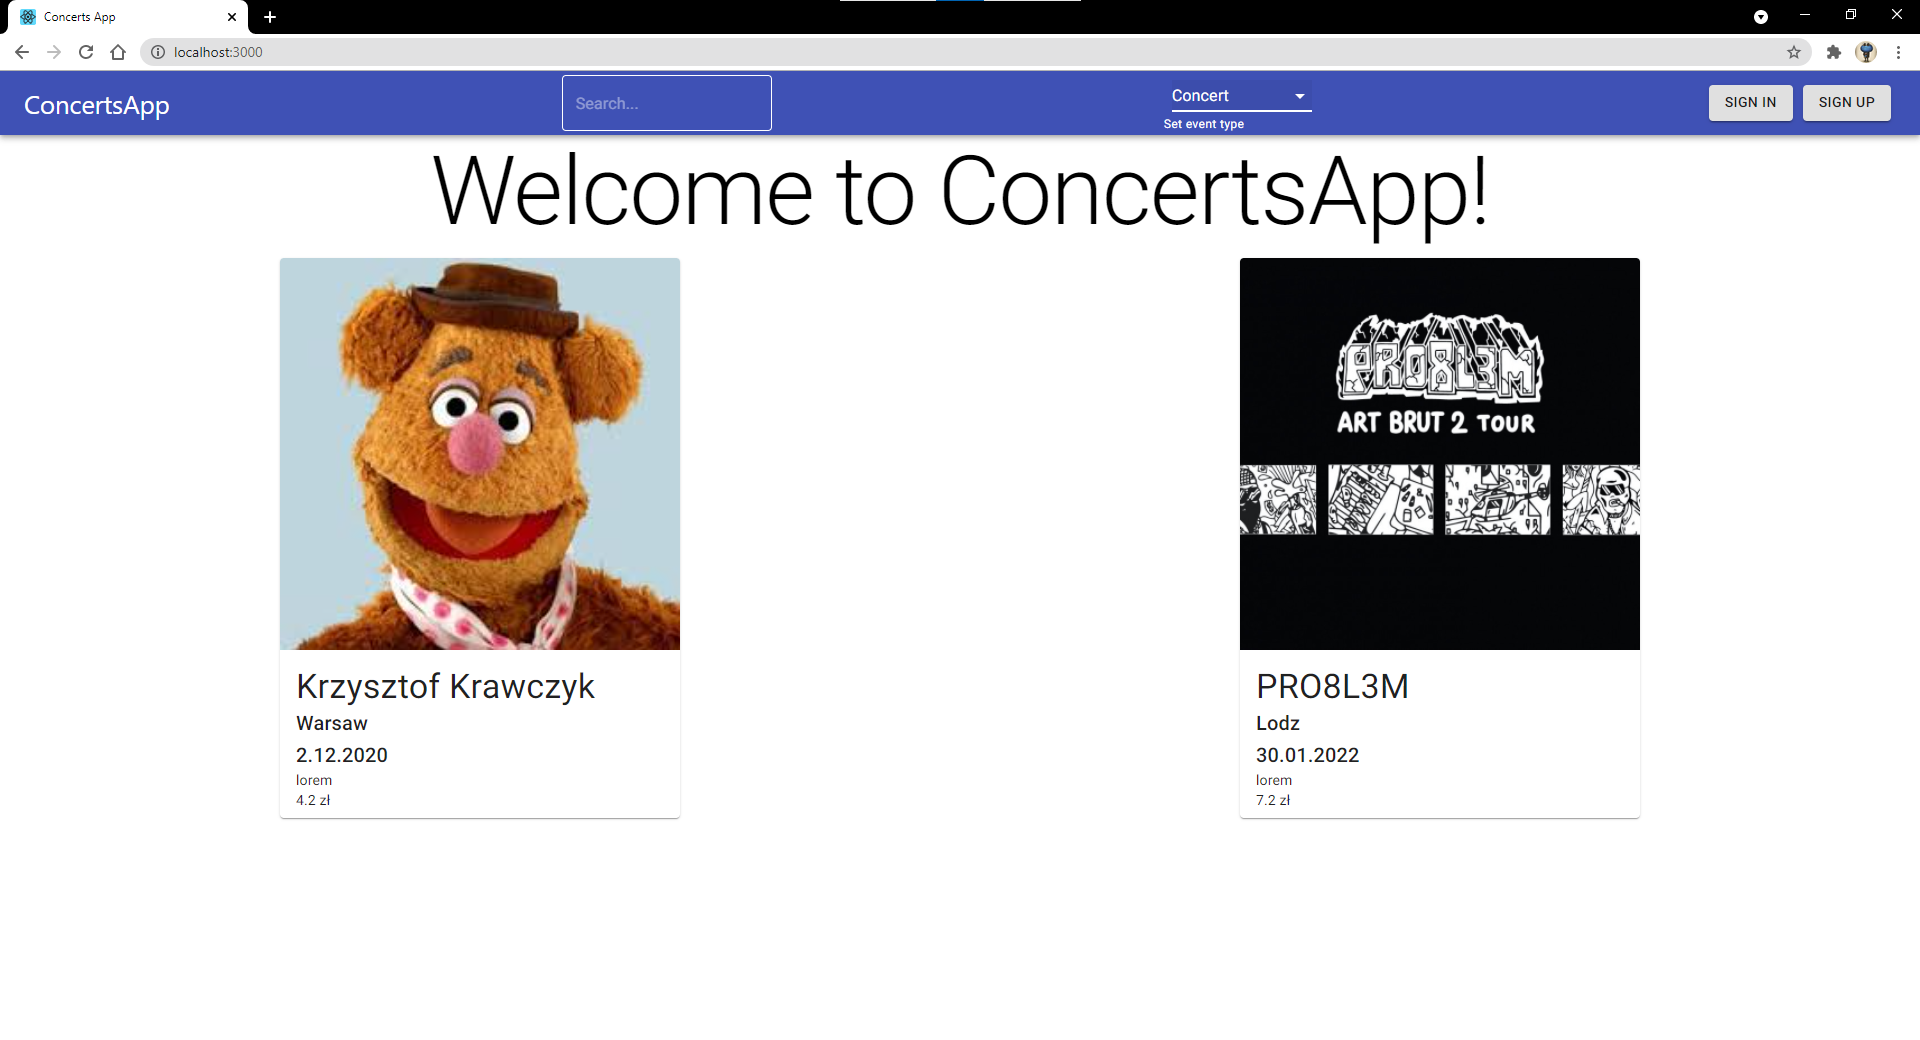 Concerts App
localhost:3000
ConcertsApp
Search...
Concert
Set event type
SIGN IN
SIGN UP
Welcome to ConcertsApp!
PRO8L3M
ART BRUT 2 TOUR
Krzysztof Krawczyk
Warsaw
2.12.2020
lorem
4.2 zł
PRO8L3M
Lodz
30.01.2022
lorem
7.2 zł